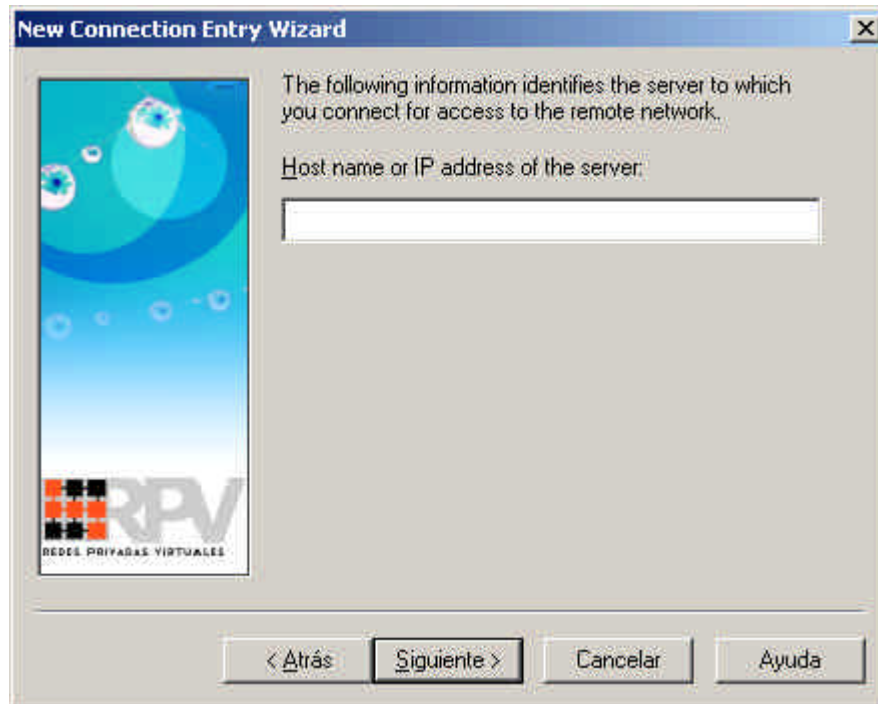 New Connection Entry Wizard
The following information identifies the server to which
you connect for access to the remote network.
Host name or IP address of the server:
RPV
REDES PRIVADAS VIRTUALES
< Atrás
Siguiente >
Cancelar
Ayuda